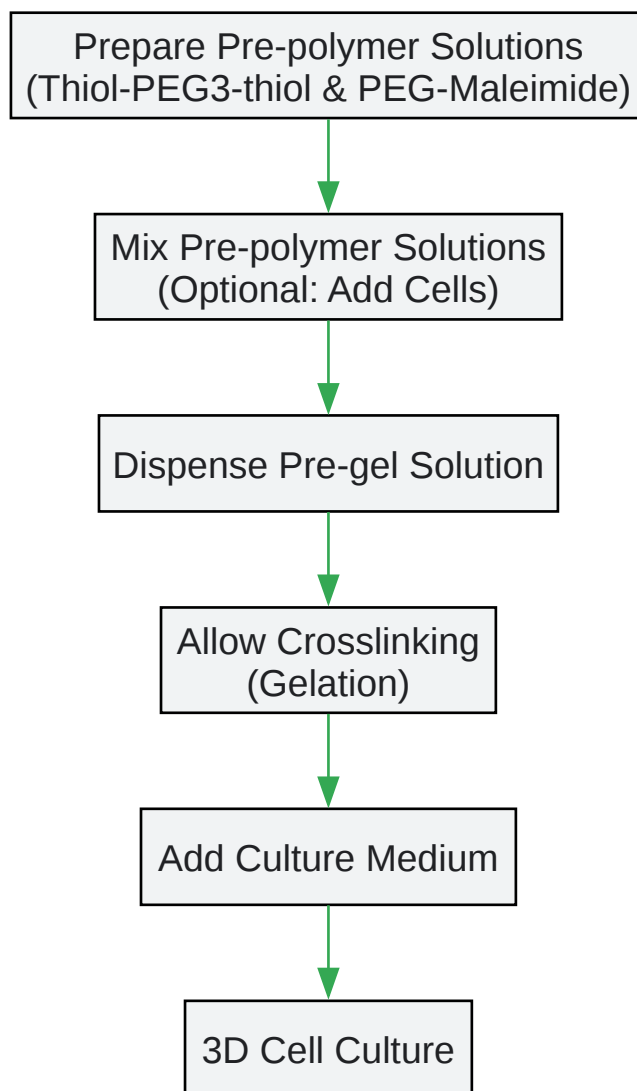 Prepare Pre-polymer Solutions
(Thiol-PEG3-thiol & PEG-Maleimide)
Mix Pre-polymer Solutions
(Optional: Add Cells)
Dispense Pre-gel Solution
Allow Crosslinking
(Gelation)
Add Culture Medium
3D Cell Culture